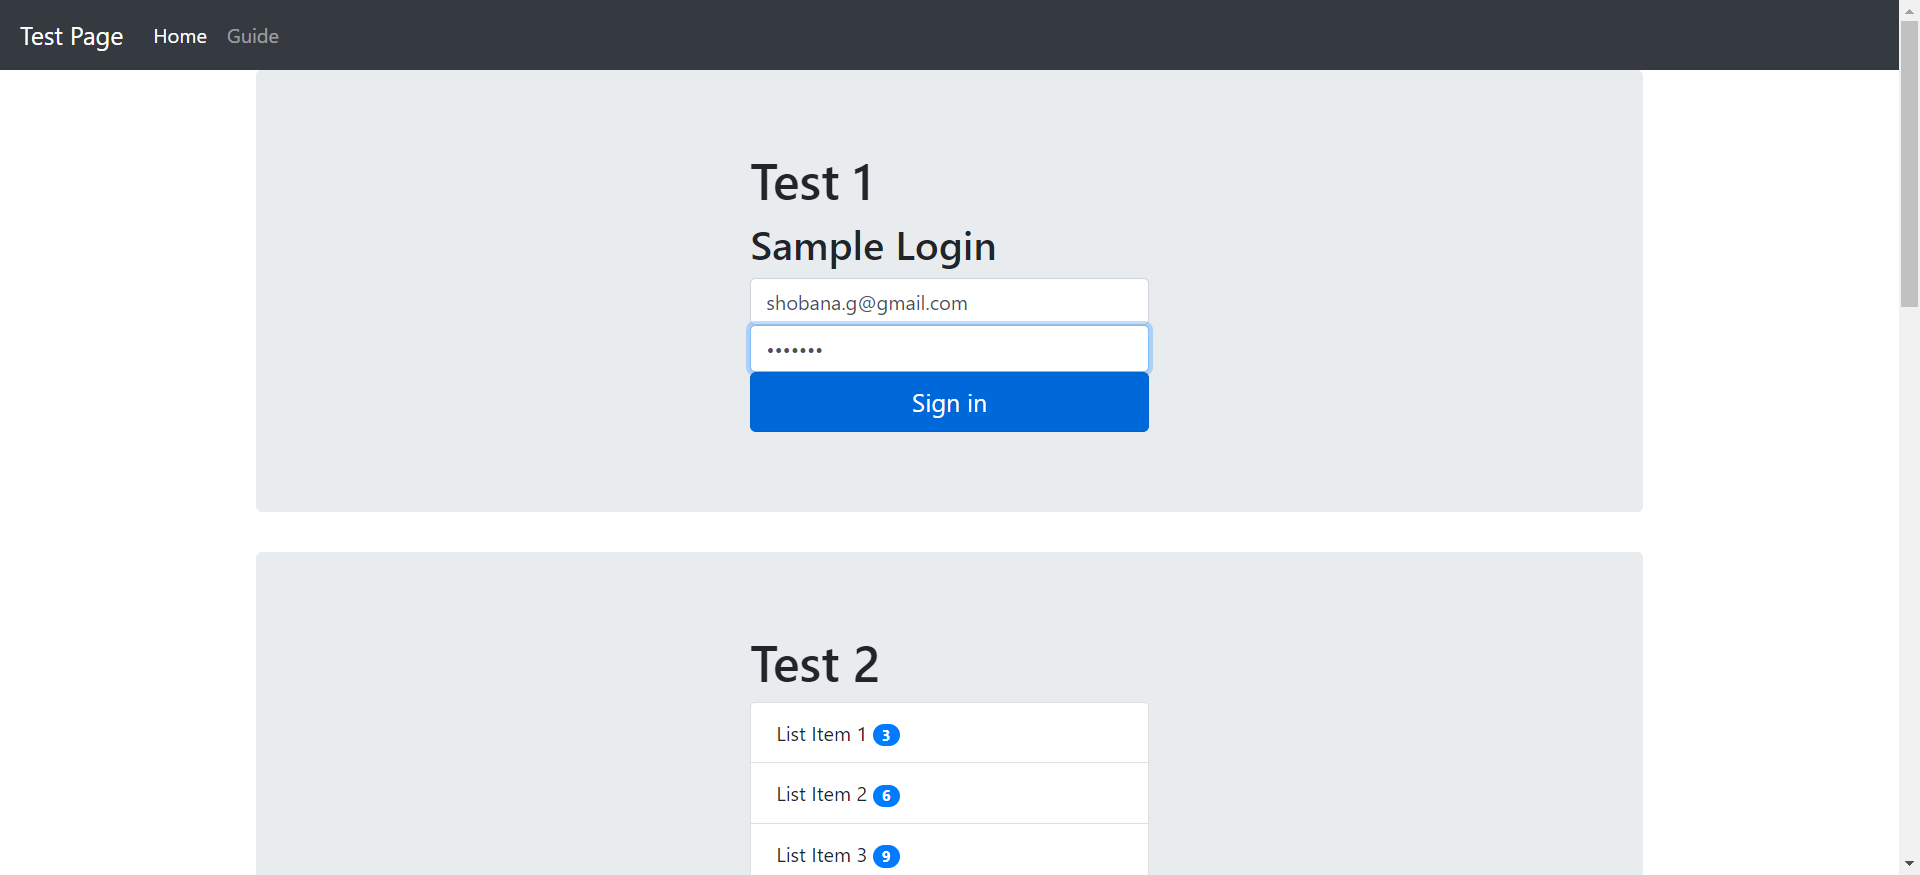 Test Page Home Guide
Test 1
Sample Login
shobana.g@gmail.com
•••••••
Sign in
Test 2
List Item 1 3
List Item 2 6
List Item 3 9